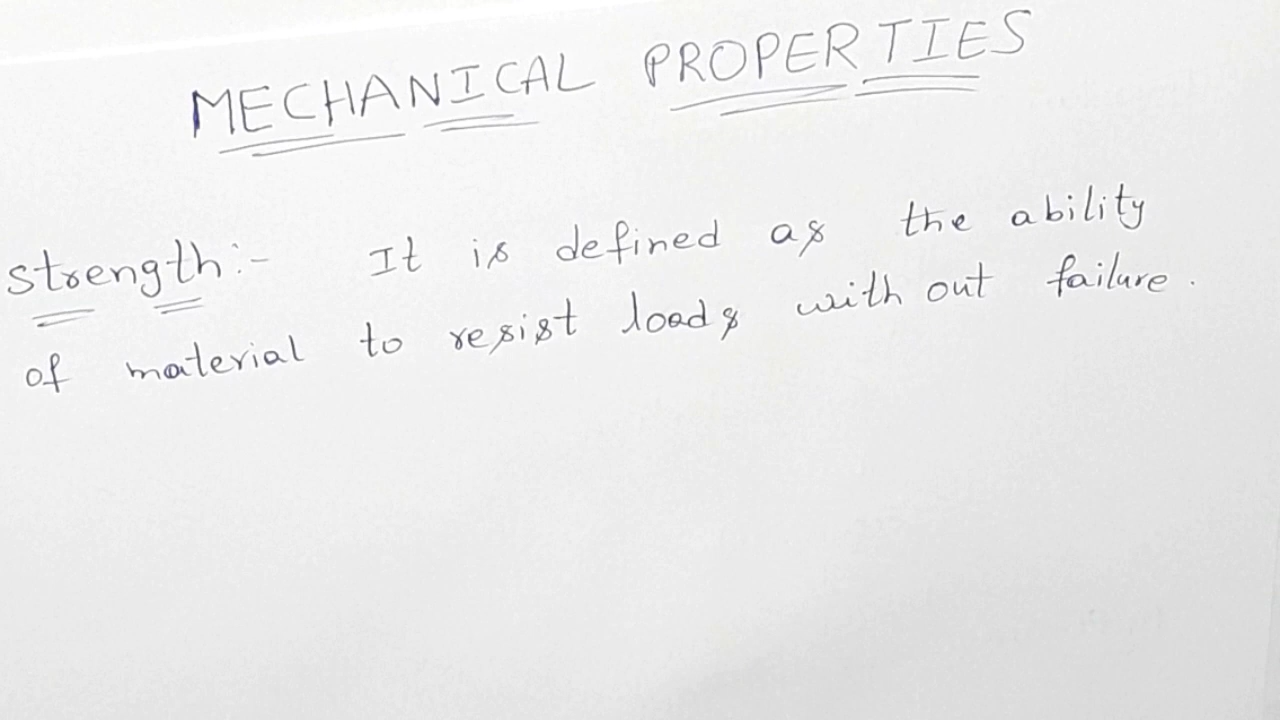 MECHANICAL PROPERTIES
strength:- It is defined as the ability
of material to resist loads with out failure.